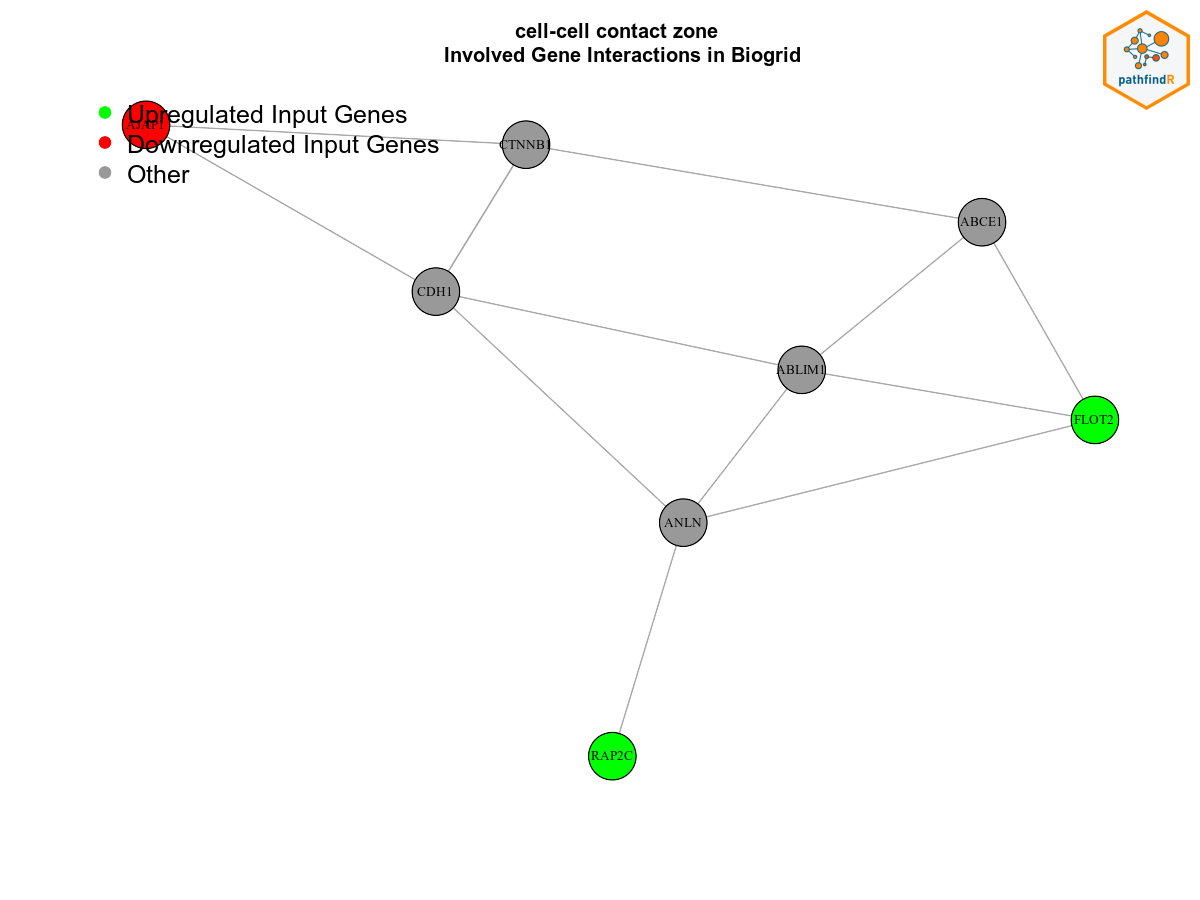 cell-cell contact zone
Involved Gene Interactions in Biogrid
pathfindR
Upregulated Input Genes
AJAP1
Downregulated Input Genes
Other
CTNNB1
ABCE1
CDH1
ABLIM1
FLOT2
ANLN
RAP2C